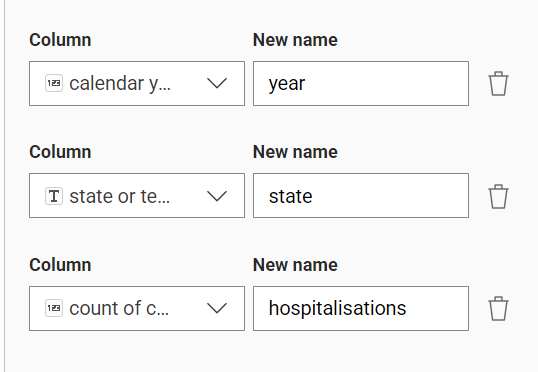 Column New name
123 calendar y... year
Column New name
T state or te... state
Column New name
123 count of c... hospitalisations